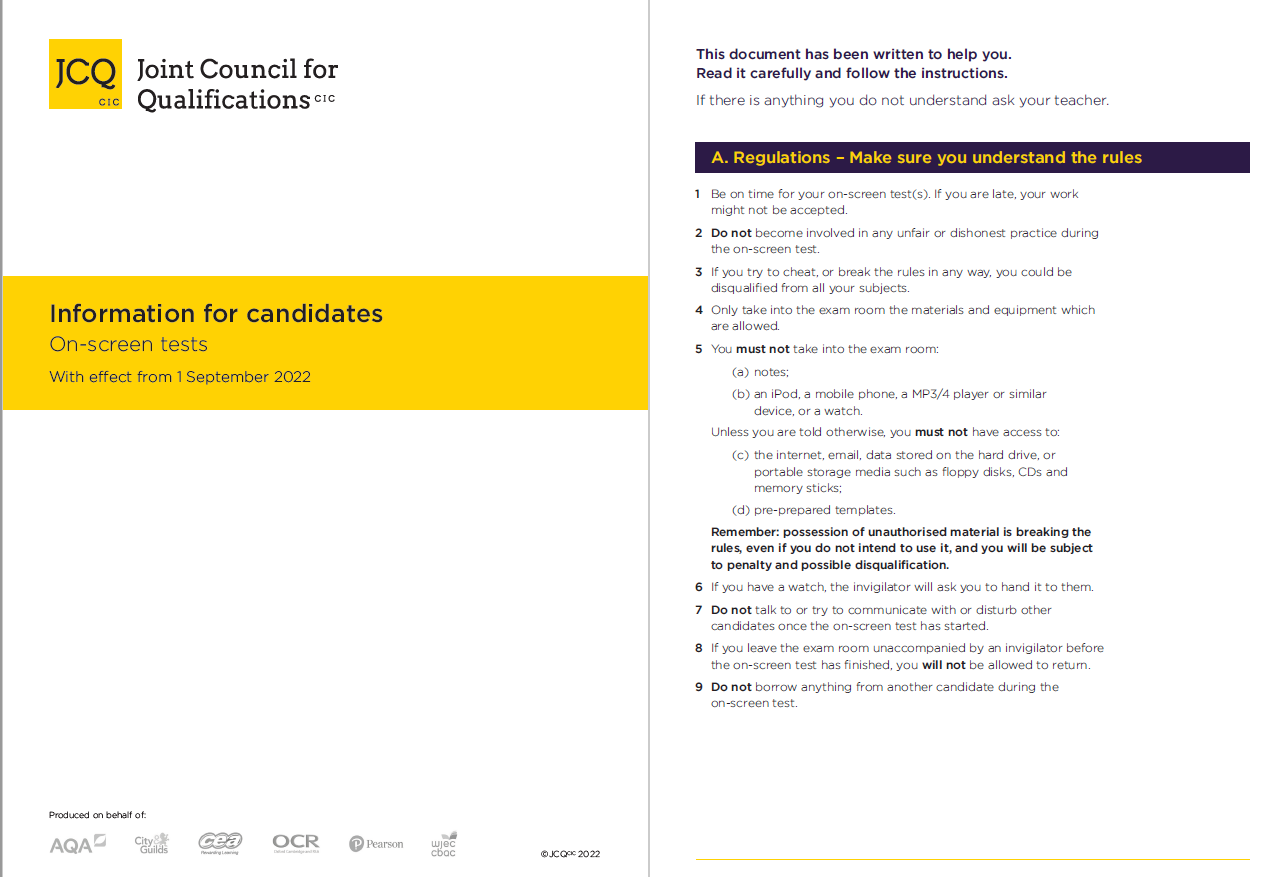 JCQ
CIC
Joint Council for
Qualifications CIC
Information for candidates
On-screen tests
With effect from 1 September 2022
Produced on behalf of:
AQA
City &
Guilds
cea
Rewarding Learning
OCR
Pearson
wjec
cbac
©JCQCIC 2022
This document has been written to help you.
Read it carefully and follow the instructions.
If there is anything you do not understand ask your teacher.
A. Regulations – Make sure you understand the rules
1 Be on time for your on-screen test(s). If you are late, your work
might not be accepted.
2 Do not become involved in any unfair or dishonest practice during
the on-screen test.
3 If you try to cheat, or break the rules in any way, you could be
disqualified from all your subjects.
4 Only take into the exam room the materials and equipment which
are allowed.
5 You must not take into the exam room:
(a) notes;
(b) an iPod, a mobile phone, a MP3/4 player or similar
device, or a watch.
Unless you are told otherwise, you must not have access to:
(c) the internet, email, data stored on the hard drive, or
portable storage media such as floppy disks, CDs and
memory sticks;
(d) pre-prepared templates.
Remember: possession of unauthorised material is breaking the
rules, even if you do not intend to use it, and you will be subject
to penalty and possible disqualification.
6 If you have a watch, the invigilator will ask you to hand it to them.
7 Do not talk to or try to communicate with or disturb other
candidates once the on-screen test has started.
8 If you leave the exam room unaccompanied by an invigilator before
the on-screen test has finished, you will not be allowed to return.
9 Do not borrow anything from another candidate during the
on-screen test.